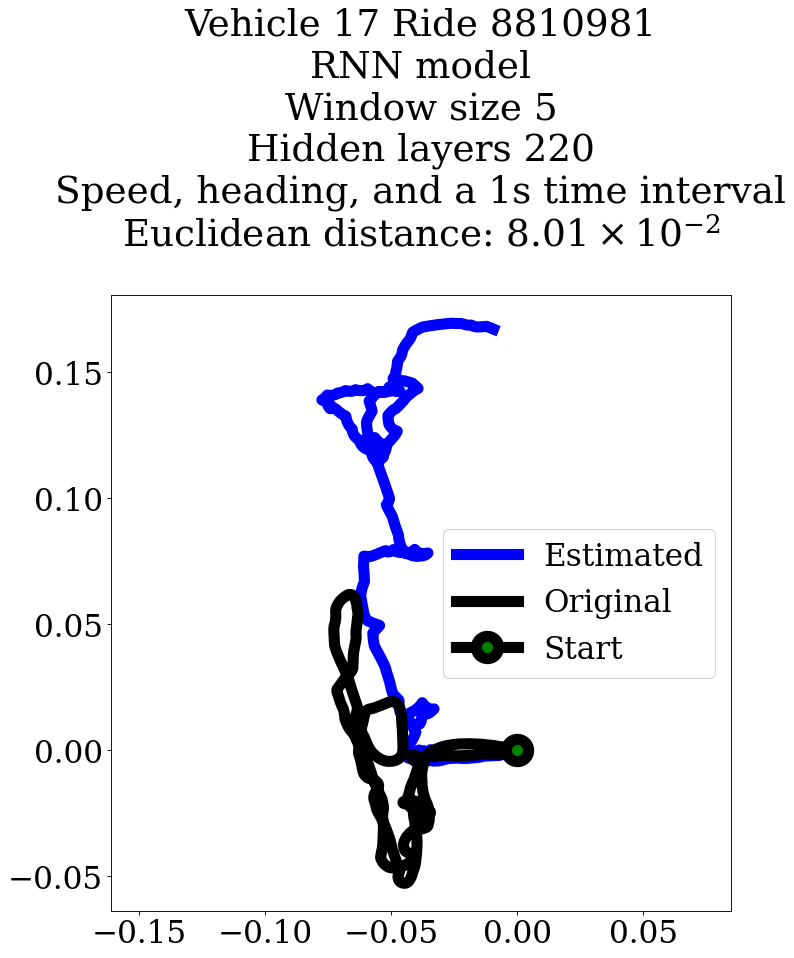 Vehicle 17 Ride 8810981
RNN model
Window size 5
Hidden layers 220
Speed, heading, and a 1s time interval
Euclidean distance: 8.01 × 10⁻²
0.15
0.10
0.05
0.00
−0.05
Estimated
Original
Start
−0.15 −0.10 −0.05 0.00 0.05